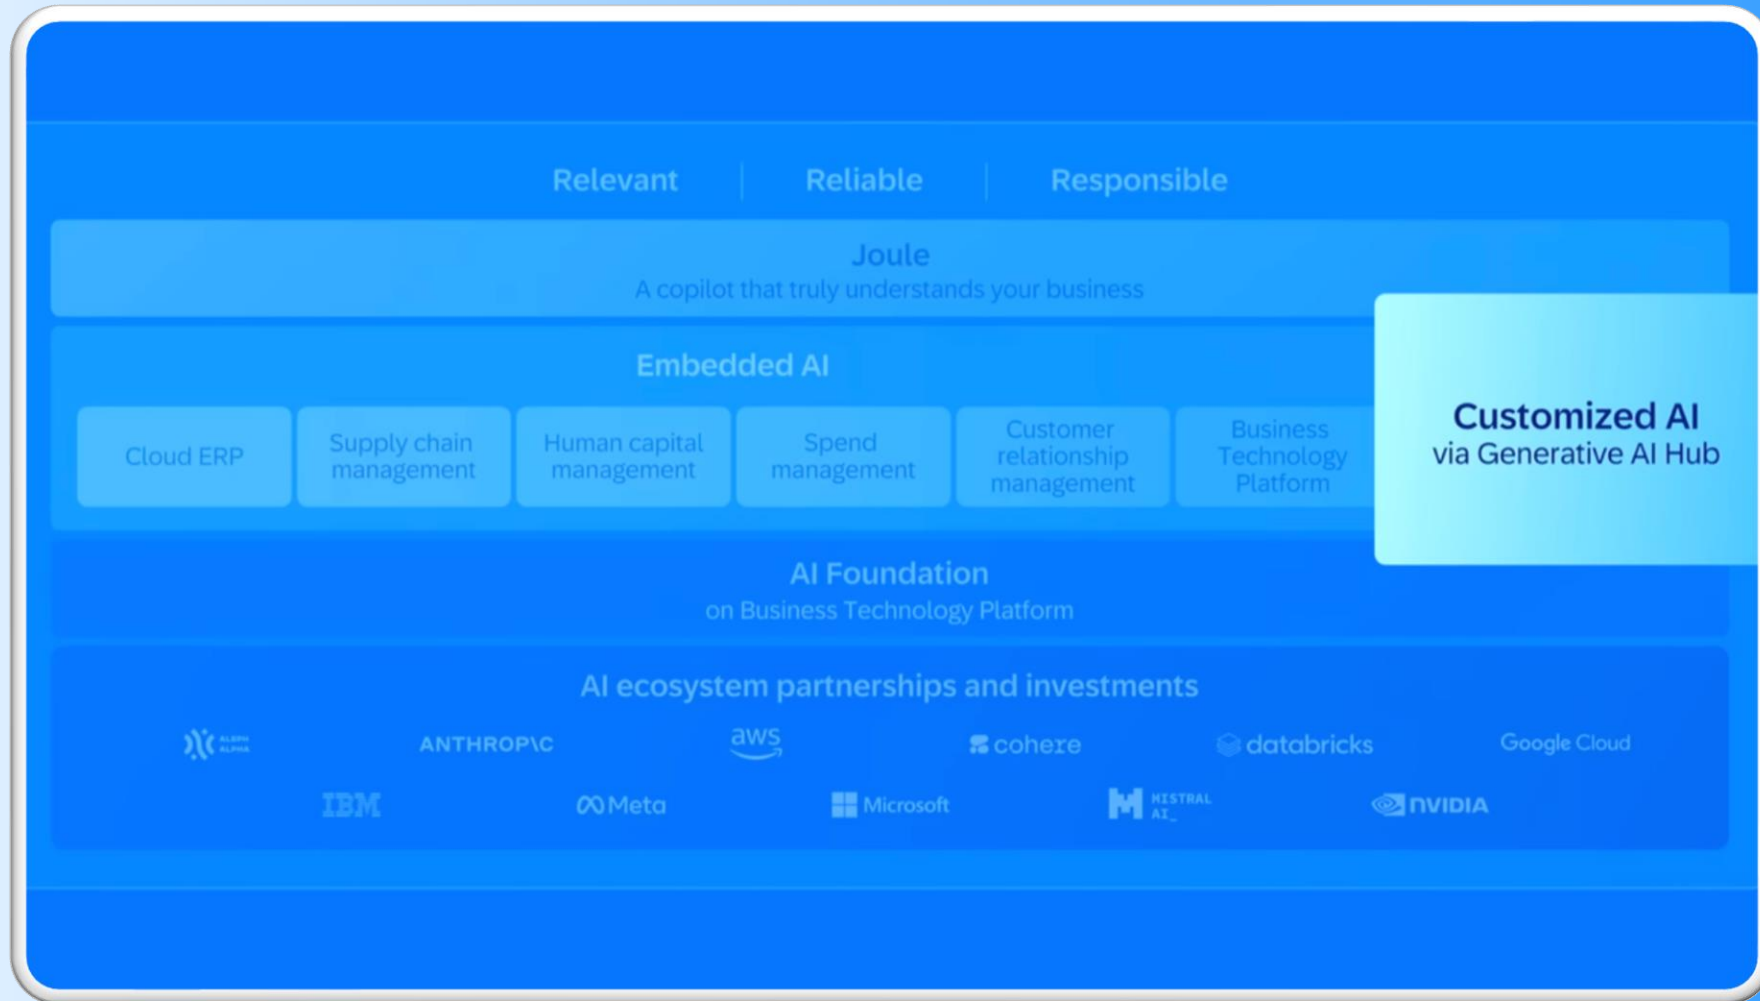 Relevant
Reliable
Responsible
Joule
A copilot that truly understands your business
Embedded AI
Cloud ERP
Supply chain
management
Human capital
management
Spend
management
Customer
relationship
management
Business
Technology
Platform
Customized AI
via Generative AI Hub
AI Foundation
on Business Technology Platform
AI ecosystem partnerships and investments
ALEPH
ALPHA
ANTHROP\C
aws
cohere
databricks
Google Cloud
IBM
Meta
Microsoft
MISTRAL
AI_
NVIDIA